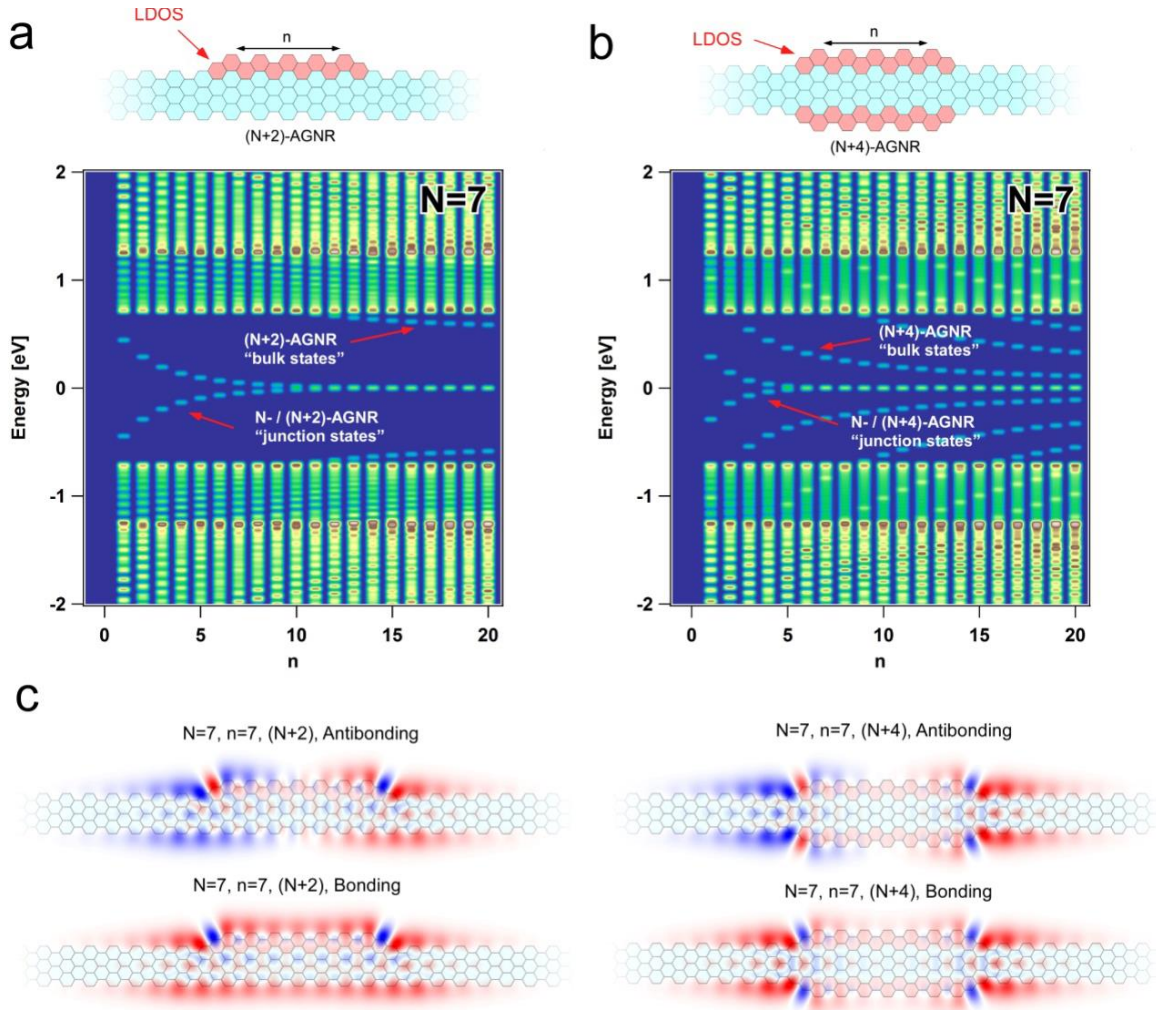 a
LDOS
n
(N+2)-AGNR
2
1
0
-1
-2
Energy [eV]
N=7
(N+2)-AGNR
"bulk states"
N- / (N+2)-AGNR
"junction states"
0
5
10
15
20
n
b
LDOS
n
(N+4)-AGNR
2
1
0
-1
-2
Energy [eV]
N=7
(N+4)-AGNR
"bulk states"
N- / (N+4)-AGNR
"junction states"
0
5
10
15
20
n
c
N=7, n=7, (N+2), Antibonding
N=7, n=7, (N+4), Antibonding
N=7, n=7, (N+2), Bonding
N=7, n=7, (N+4), Bonding